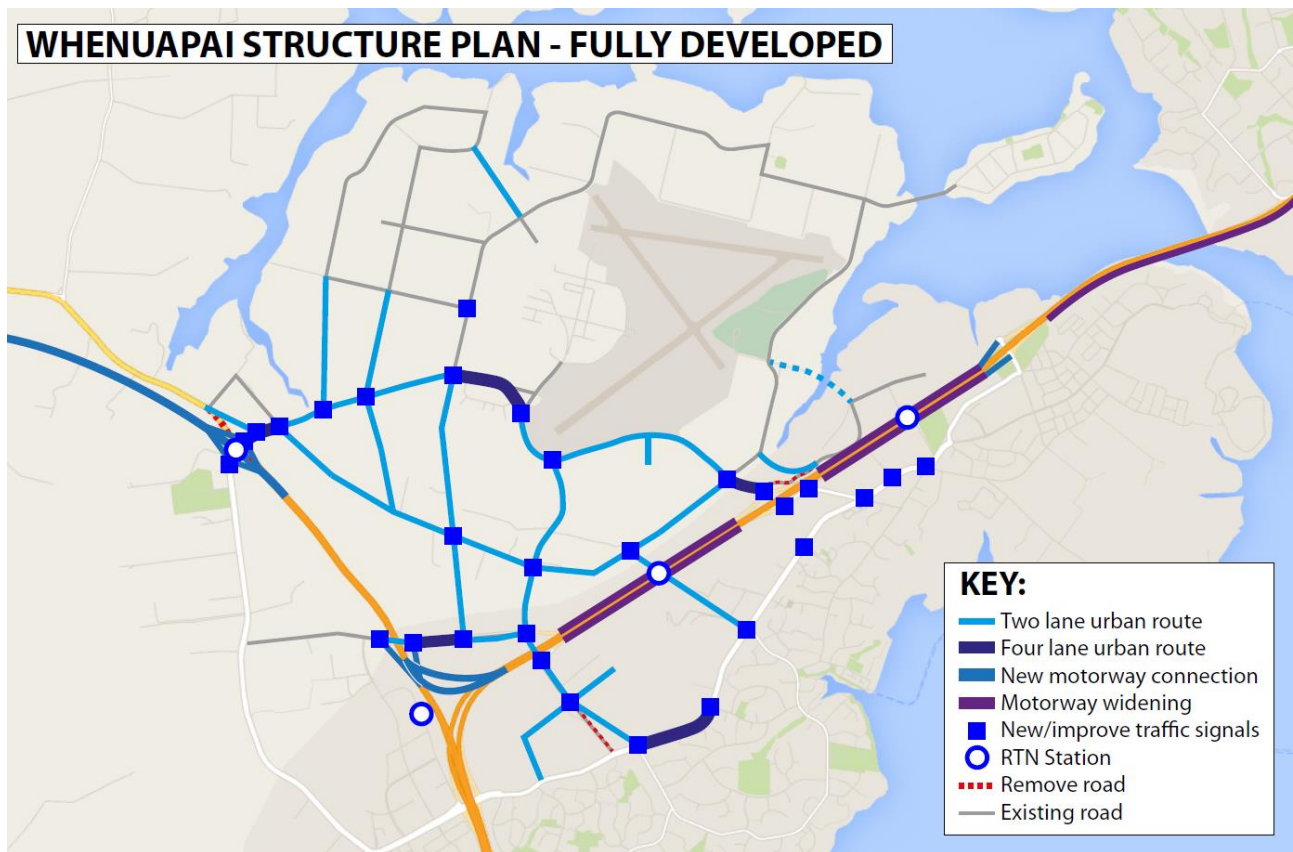 WHENUAPAI STRUCTURE PLAN - FULLY DEVELOPED
KEY:
Two lane urban route
Four lane urban route
New motorway connection
Motorway widening
New/improve traffic signals
RTN Station
Remove road
Existing road